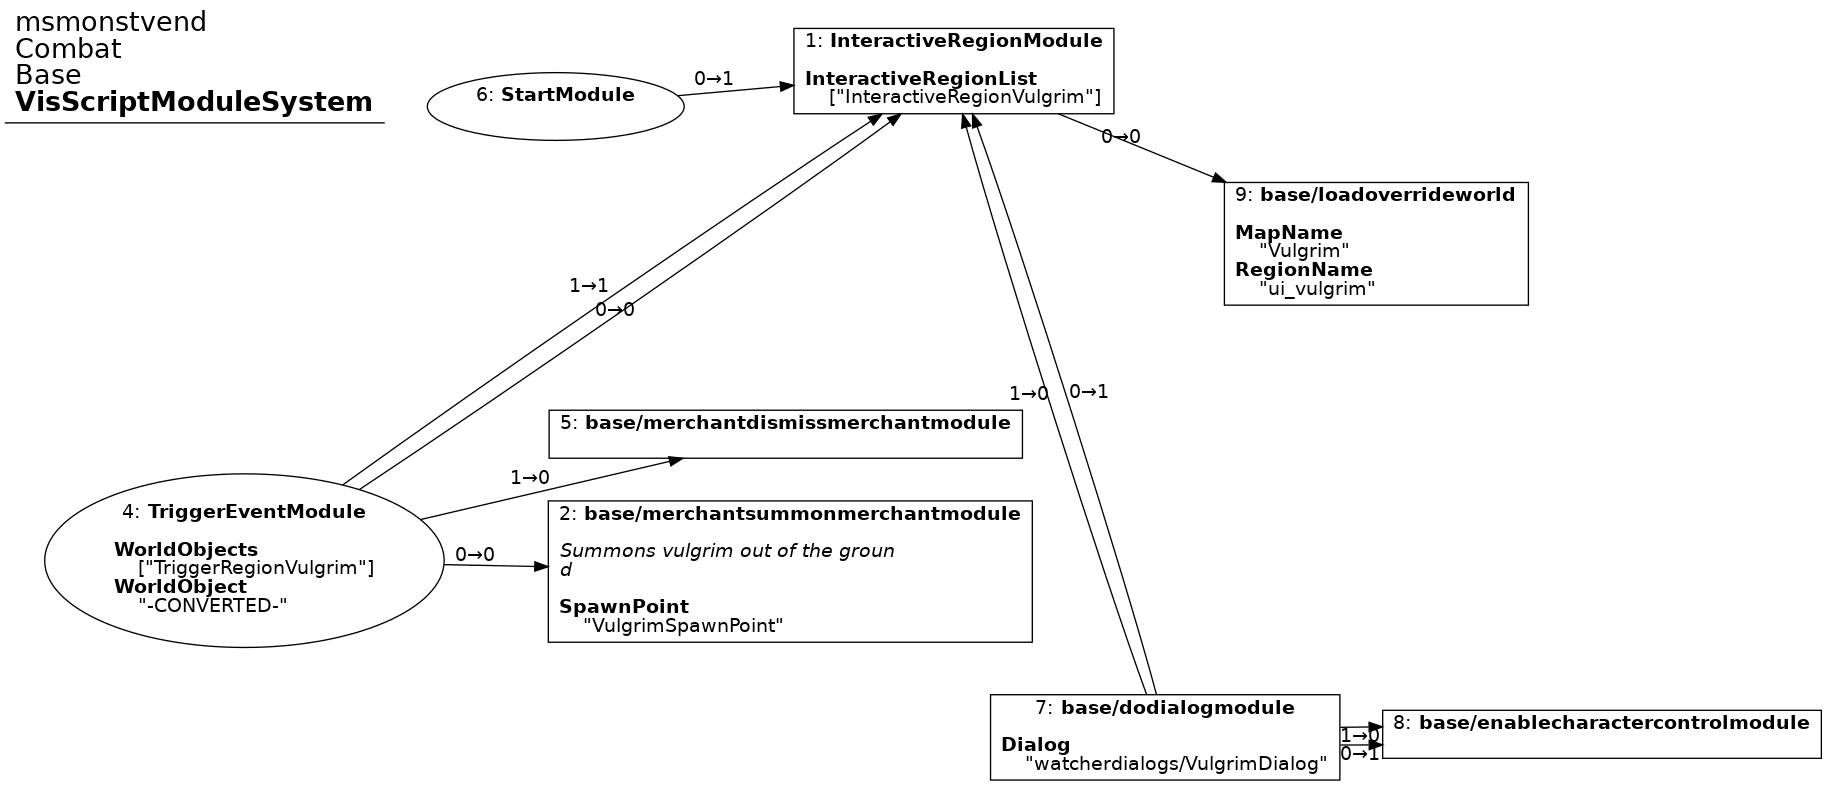 msmonstvend
Combat
Base
VisScriptModuleSystem
6: StartModule
0→1
1: InteractiveRegionModule
InteractiveRegionList
["InteractiveRegionVulgrim"]
0→0
9: base/loadoverrideworld
MapName
"Vulgrim"
RegionName
"ui_vulgrim"
1→1
0→0
1→0
0→1
5: base/merchantdismissmerchantmodule
1→0
4: TriggerEventModule
WorldObjects
["TriggerRegionVulgrim"]
WorldObject
"-CONVERTED-"
0→0
2: base/merchantsummonmerchantmodule
Summons vulgrim out of the groun
d
SpawnPoint
"VulgrimSpawnPoint"
7: base/dodialogmodule
Dialog
"watcherdialogs/VulgrimDialog"
1→0
0→1
8: base/enablecharactercontrolmodule